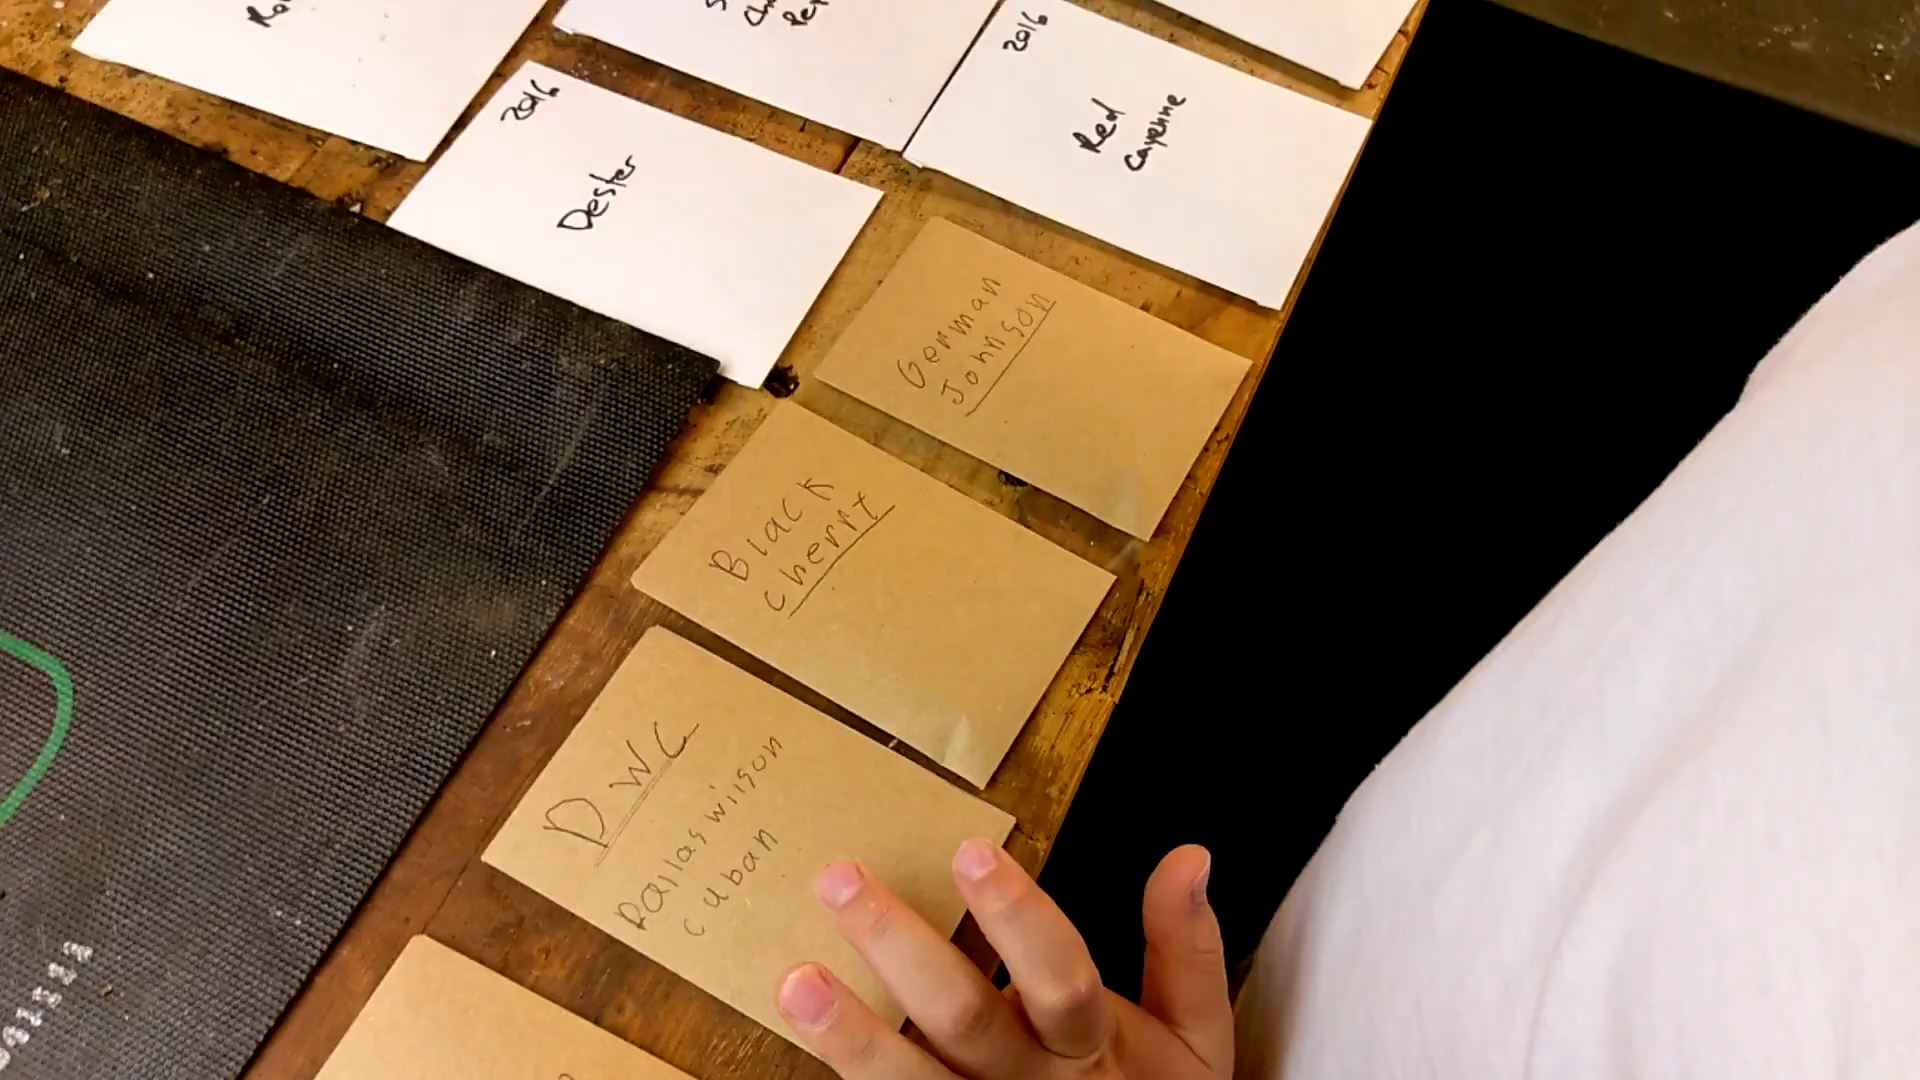 2016
Red
Cayenne
2016
Dester
German
Johnson
Black
cherry
DWC
Dallas wilson
cuban